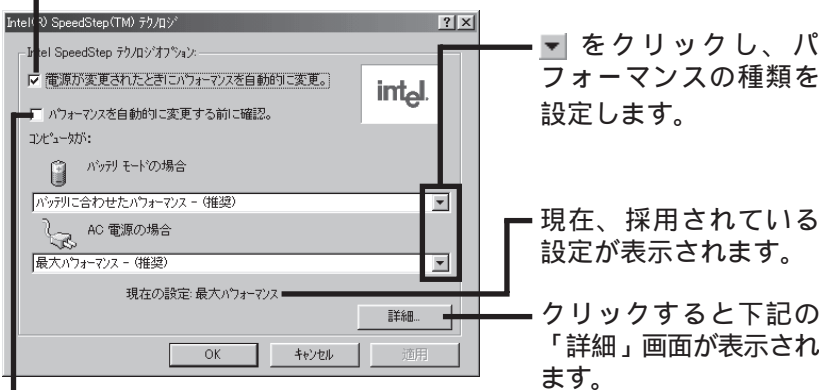 Intel(R) SpeedStep(TM) テクノロジ
Intel SpeedStep テクノロジオプション:
電源が変更されたときにパフォーマンスを自動的に変更。
intel.
パフォーマンスを自動的に変更する前に確認。
コンピュータが:
バッテリ モードの場合
バッテリに合わせたパフォーマンス - (推奨)
AC 電源の場合
最大パフォーマンス - (推奨)
現在の設定: 最大パフォーマンス
詳細...
OK
キャンセル
適用
をクリックし、パ
フォーマンスの種類を
設定します。
現在、採用されている
設定が表示されます。
クリックすると下記の
「詳細」画面が表示され
ます。